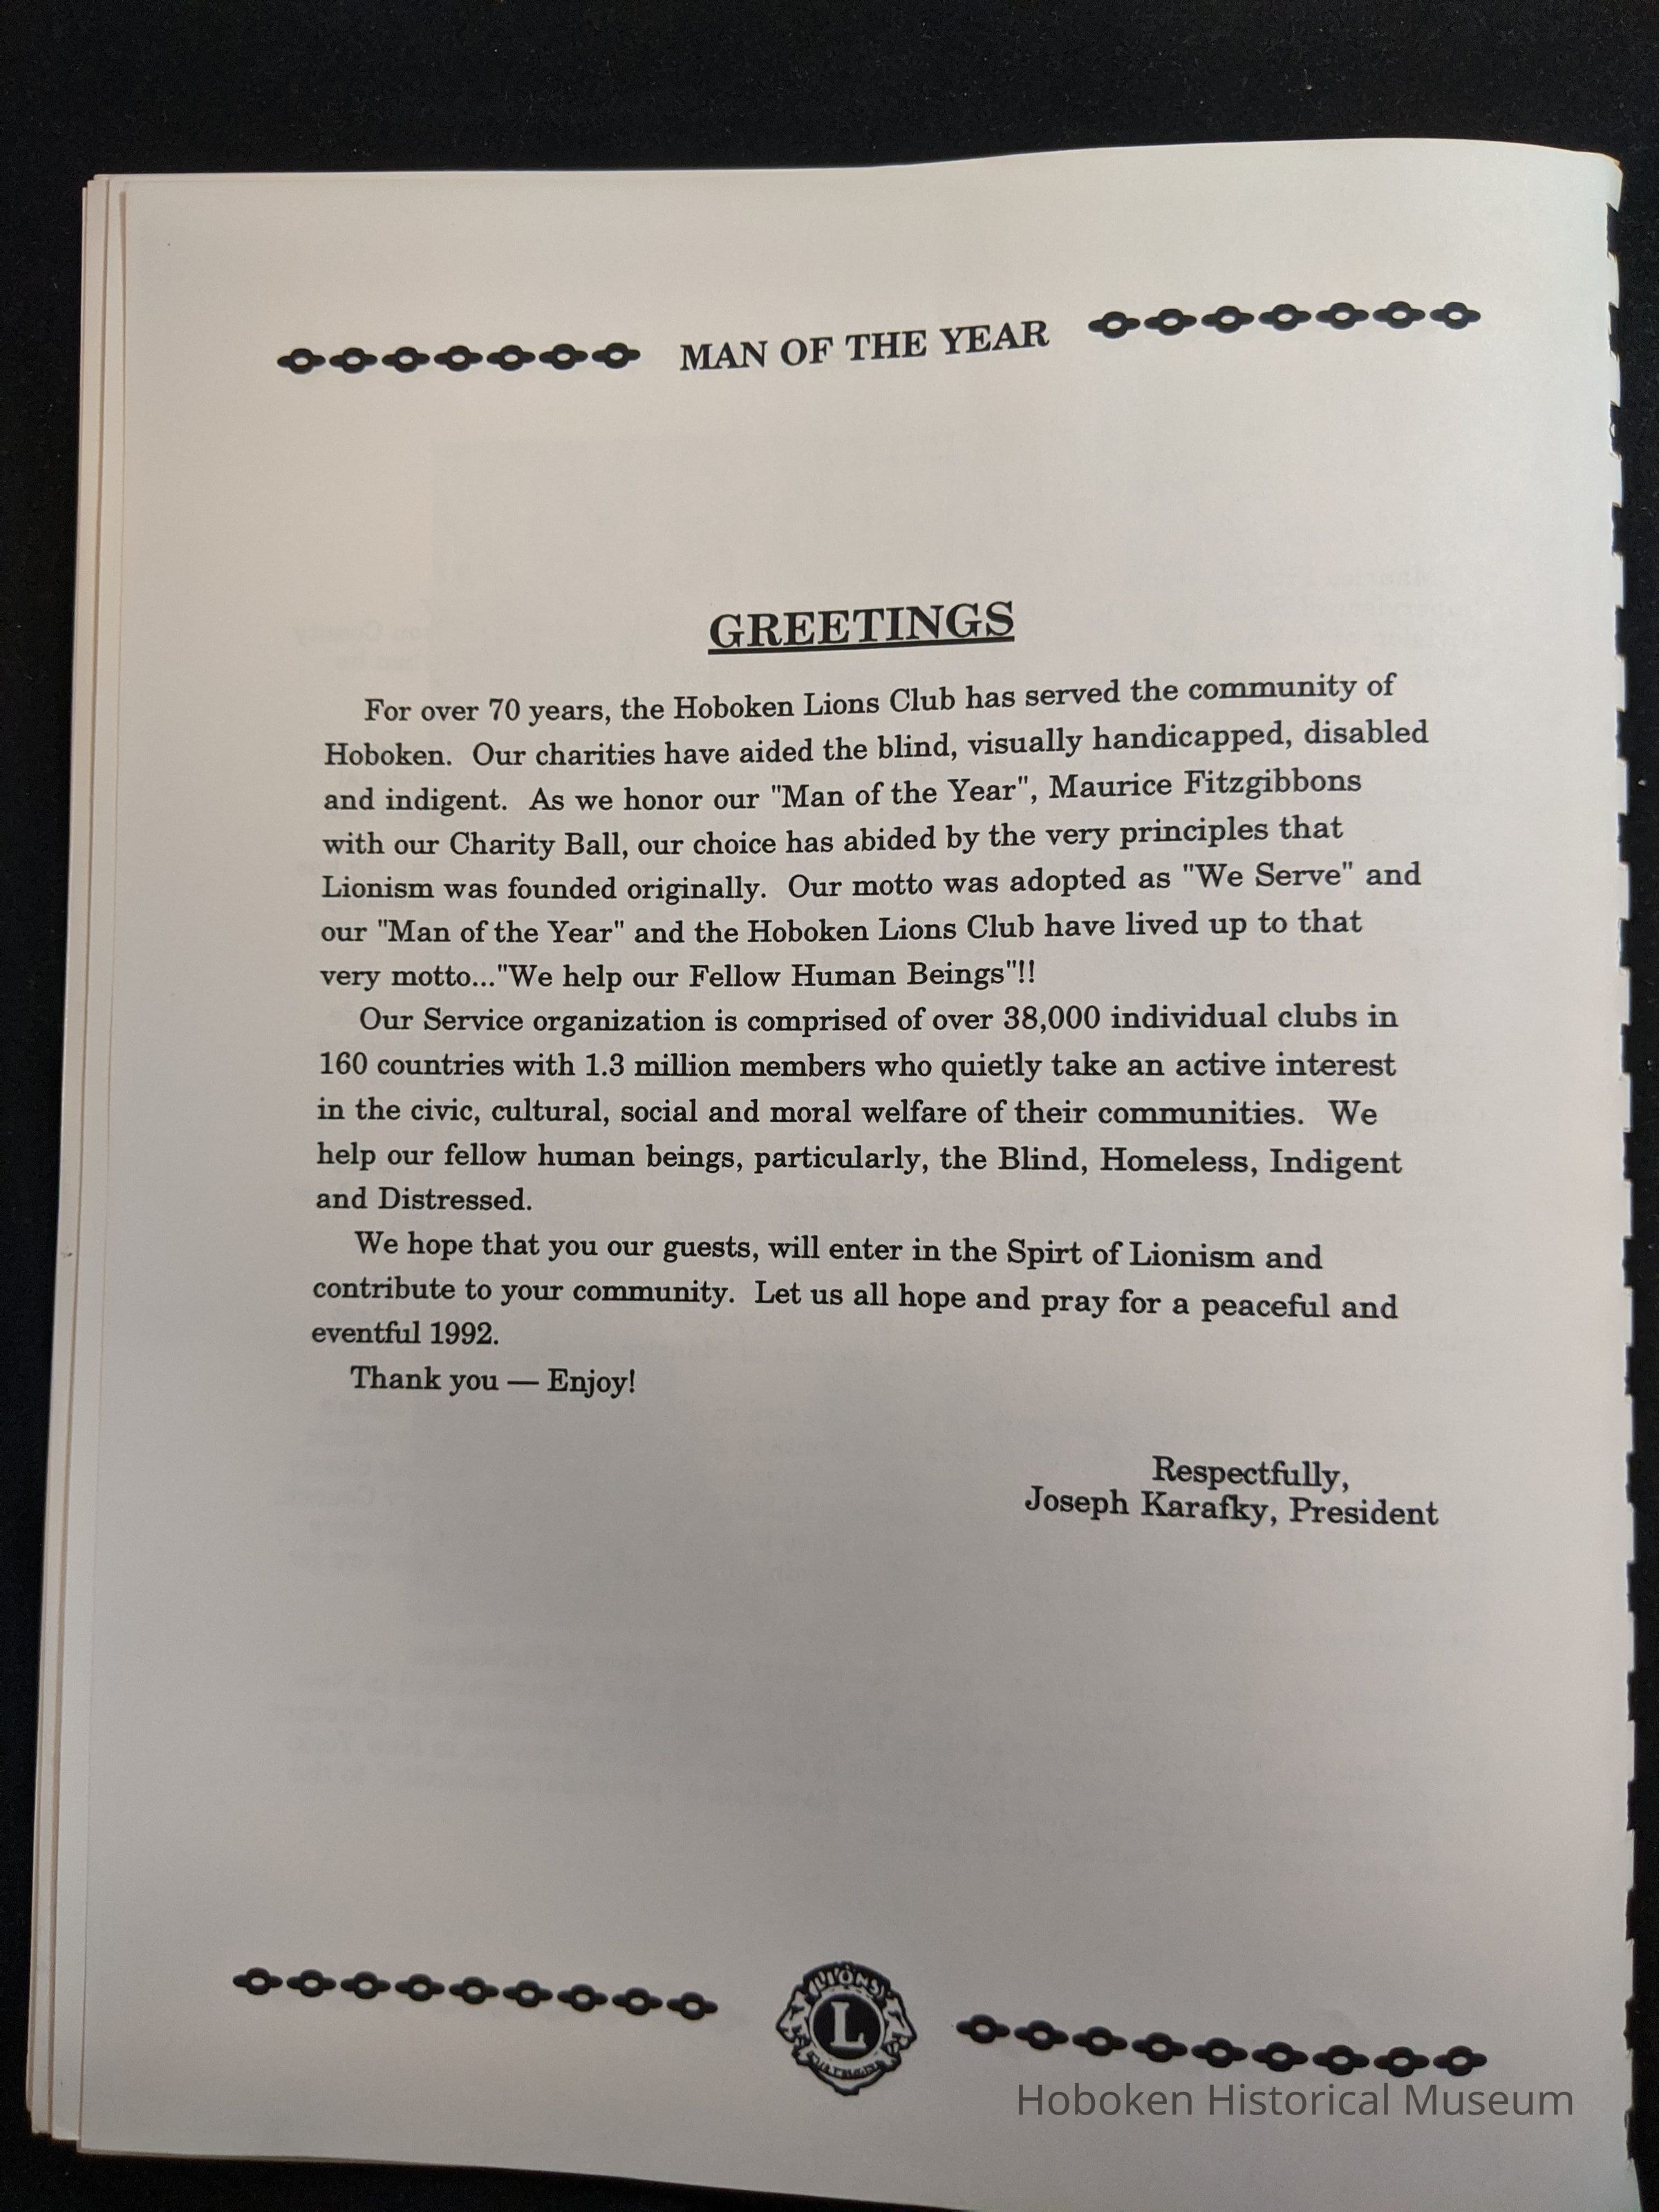 MAN OF THE YEAR
GREETINGS
For over 70 years, the Hoboken Lions Club has served the community of
Hoboken. Our charities have aided the blind, visually handicapped, disabled
and indigent. As we honor our "Man of the Year", Maurice Fitzgibbons
with our Charity Ball, our choice has abided by the very principles that
Lionism was founded originally. Our motto was adopted as "We Serve" and
our "Man of the Year" and the Hoboken Lions Club have lived up to that
very motto..."We help our Fellow Human Beings"!!
Our Service organization is comprised of over 38,000 individual clubs in
160 countries with 1.3 million members who quietly take an active interest
in the civic, cultural, social and moral welfare of their communities. We
help our fellow human beings, particularly, the Blind, Homeless, Indigent
and Distressed.
We hope that you our guests, will enter in the Spirt of Lionism and
contribute to your community. Let us all hope and pray for a peaceful and
eventful 1992.
Thank you — Enjoy!
Respectfully,
Joseph Karafky, President
LIONS
L
Hoboken Historical Museum